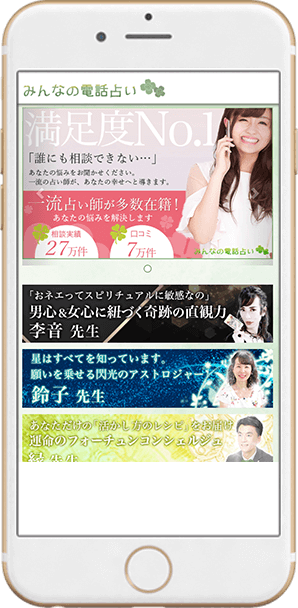 みんなの電話占い
満足度No.1
「誰にも相談できない…」
あなたの悩みをお聞かせください。
一流の占い師が、あなたの幸せへと導きます。
一流占い師が多数在籍！
あなたの悩みを解決します
相談実績
27万件
口コミ
7万件
みんなの電話占い
「おネエってスピリチュアルに敏感なの」
男心&女心に紐づく奇跡の直観力
李音 先生
星はすべてを知っています。
願いを乗せる閃光のアストロジャー
鈴子 先生
あなただけの「活かし方のレシピ」をお届け
運命のフォーチュンコンシェルジュ
先生